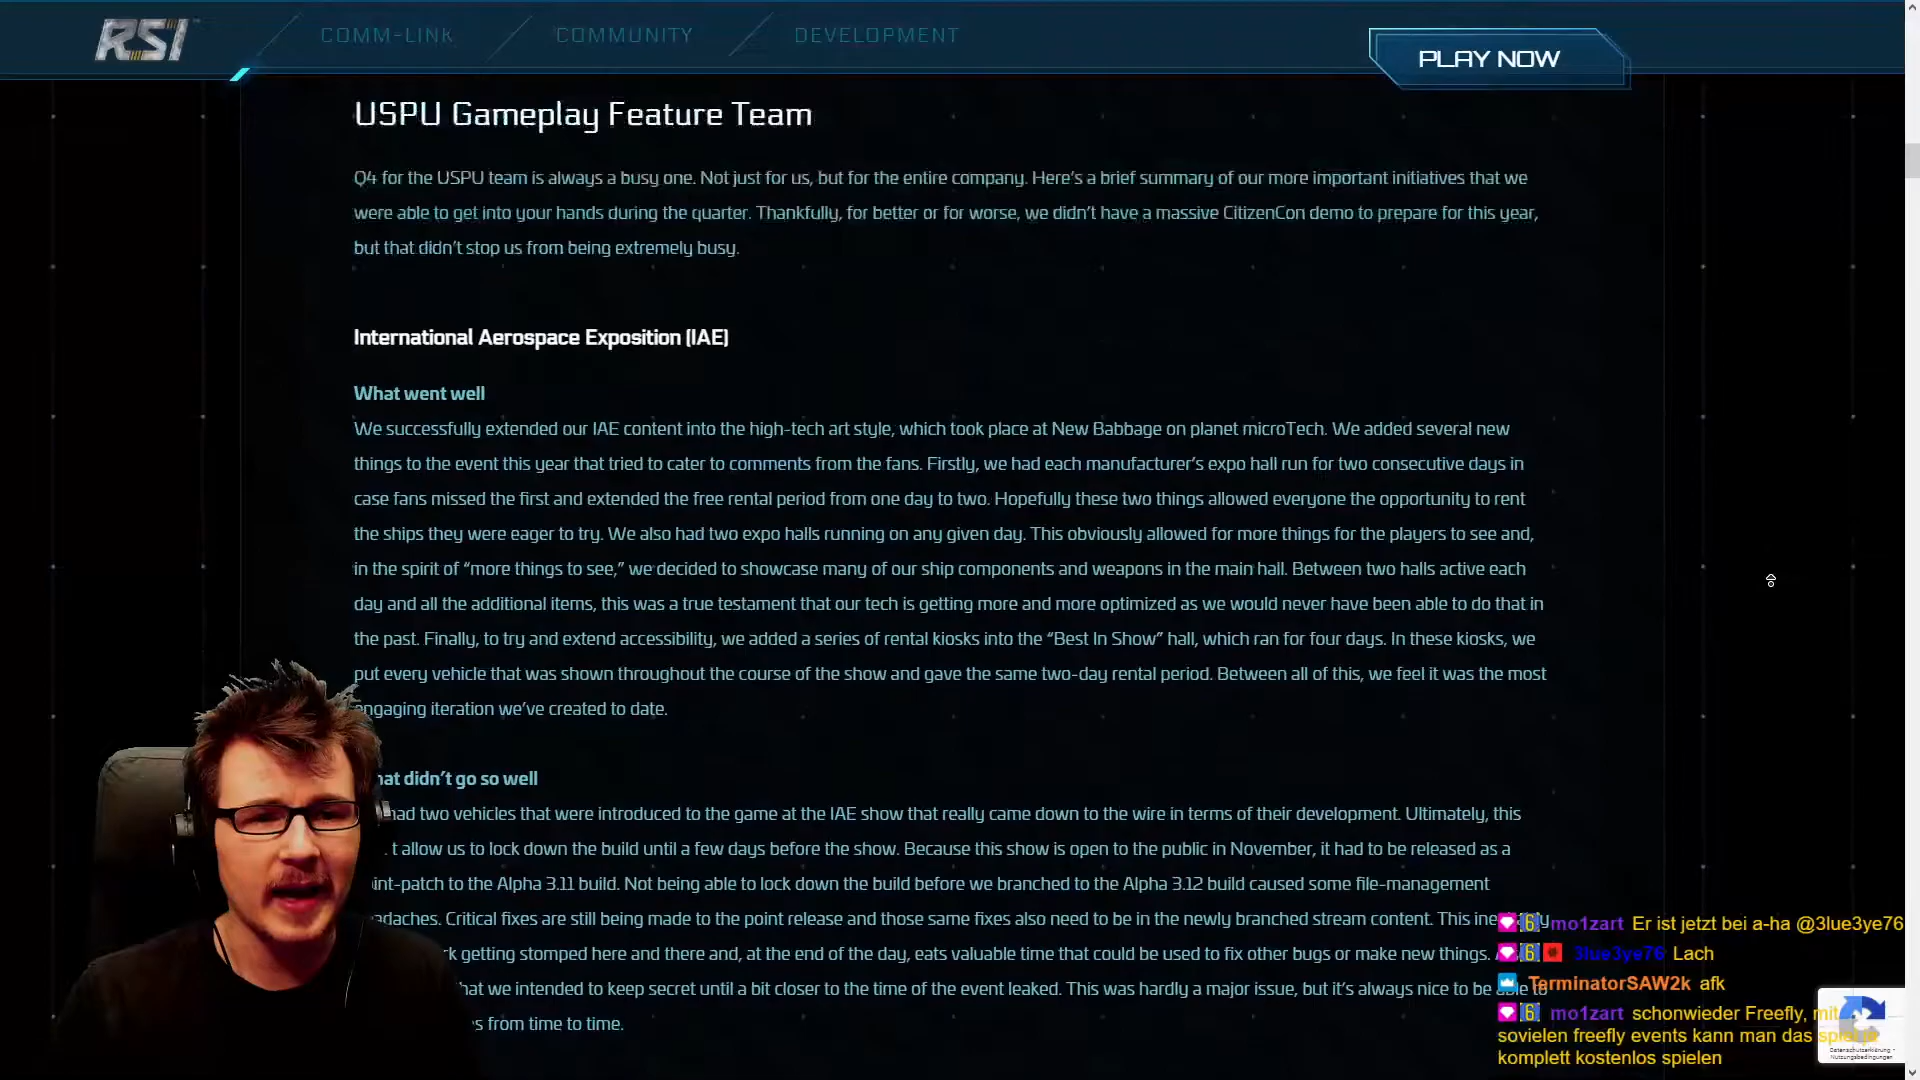 RSI
COMM-LINK
COMMUNITY
DEVELOPMENT
PLAY NOW
USPU Gameplay Feature Team
Q4 for the USPU team is always a busy one. Not just for us, but for the entire company. Here's a brief summary of our more important initiatives that we
were able to get into your hands during the quarter. Thankfully, for better or for worse, we didn't have a massive CitizenCon demo to prepare for this year,
but that didn't stop us from being extremely busy.
International Aerospace Exposition (IAE)
What went well
We successfully extended our IAE content into the high-tech art style, which took place at New Babbage on planet microTech. We added several new
things to the event this year that tried to cater to comments from the fans. Firstly, we had each manufacturer's expo hall run for two consecutive days in
case fans missed the first and extended the free rental period from one day to two. Hopefully these two things allowed everyone the opportunity to rent
the ships they were eager to try. We also had two expo halls running on any given day. This obviously allowed for more things for the players to see and,
in the spirit of “more things to see,” we decided to showcase many of our ship components and weapons in the main hall. Between two halls active each
day and all the additional items, this was a true testament that our tech is getting more and more optimized as we would never have been able to do that in
the past. Finally, to try and extend accessibility, we added a series of rental kiosks into the “Best In Show” hall, which ran for four days. In these kiosks, we
put every vehicle that was shown throughout the course of the show and gave the same two-day rental period. Between all of this, we feel it was the most
engaging iteration we've created to date.
didn't go so well
had two vehicles that were introduced to the game at the IAE show that really came down to the wire in terms of their development. Ultimately, this
t allow us to lock down the build until a few days before the show. Because this show is open to the public in November, it had to be released as a
int-patch to the Alpha 3.11 build. Not being able to lock down the build before we branched to the Alpha 3.12 build caused some file-management
adaches. Critical fixes are still being made to the point release and those same fixes also need to be in the newly branched stream content. This
getting stomped here and there and, at the end of the day, eats valuable time that could be used to fix other bugs or make new things.
hat we intended to keep secret until a bit closer to the time of the event leaked. This was hardly a major issue, but it's always nice to be
s from time to time.
6 mo1zart Er ist jetzt bei a-ha @3lue3ye76
6 3lue3ye76 Lach
TerminatorSAW2k afk
6 mo1zart schonwieder Freefly, mit
sovielen freefly events kann man das
komplett kostenlos spielen
Datenschutzerklärung -
Nutzungsbedingungen